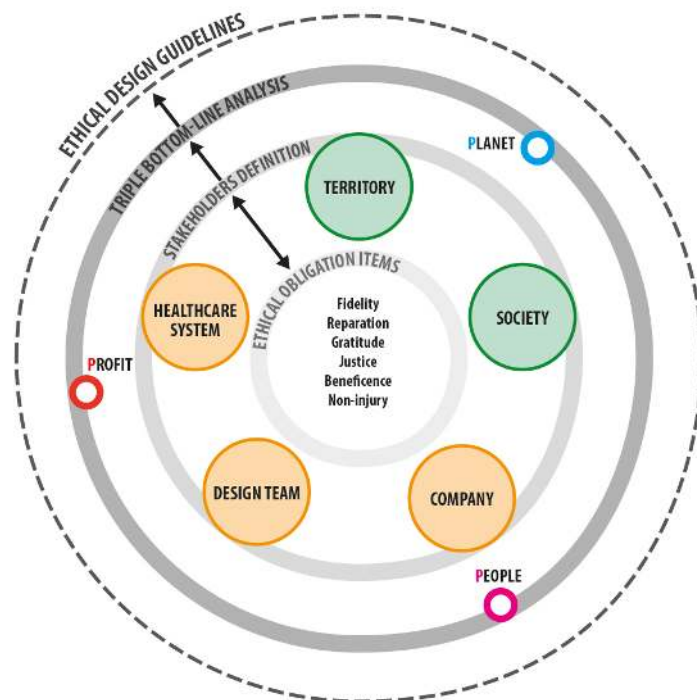 ETHICAL DESIGN GUIDELINES
TRIPLE BOTTOM-LINE ANALYSIS
STAKEHOLDERS DEFINITION
ETHICAL OBLIGATION ITEMS
PLANET
TERRITORY
HEALTHCARE
SYSTEM
SOCIETY
Fidelity
Reparation
Gratitude
Justice
Beneficence
Non-injury
PROFIT
DESIGN TEAM
COMPANY
PEOPLE